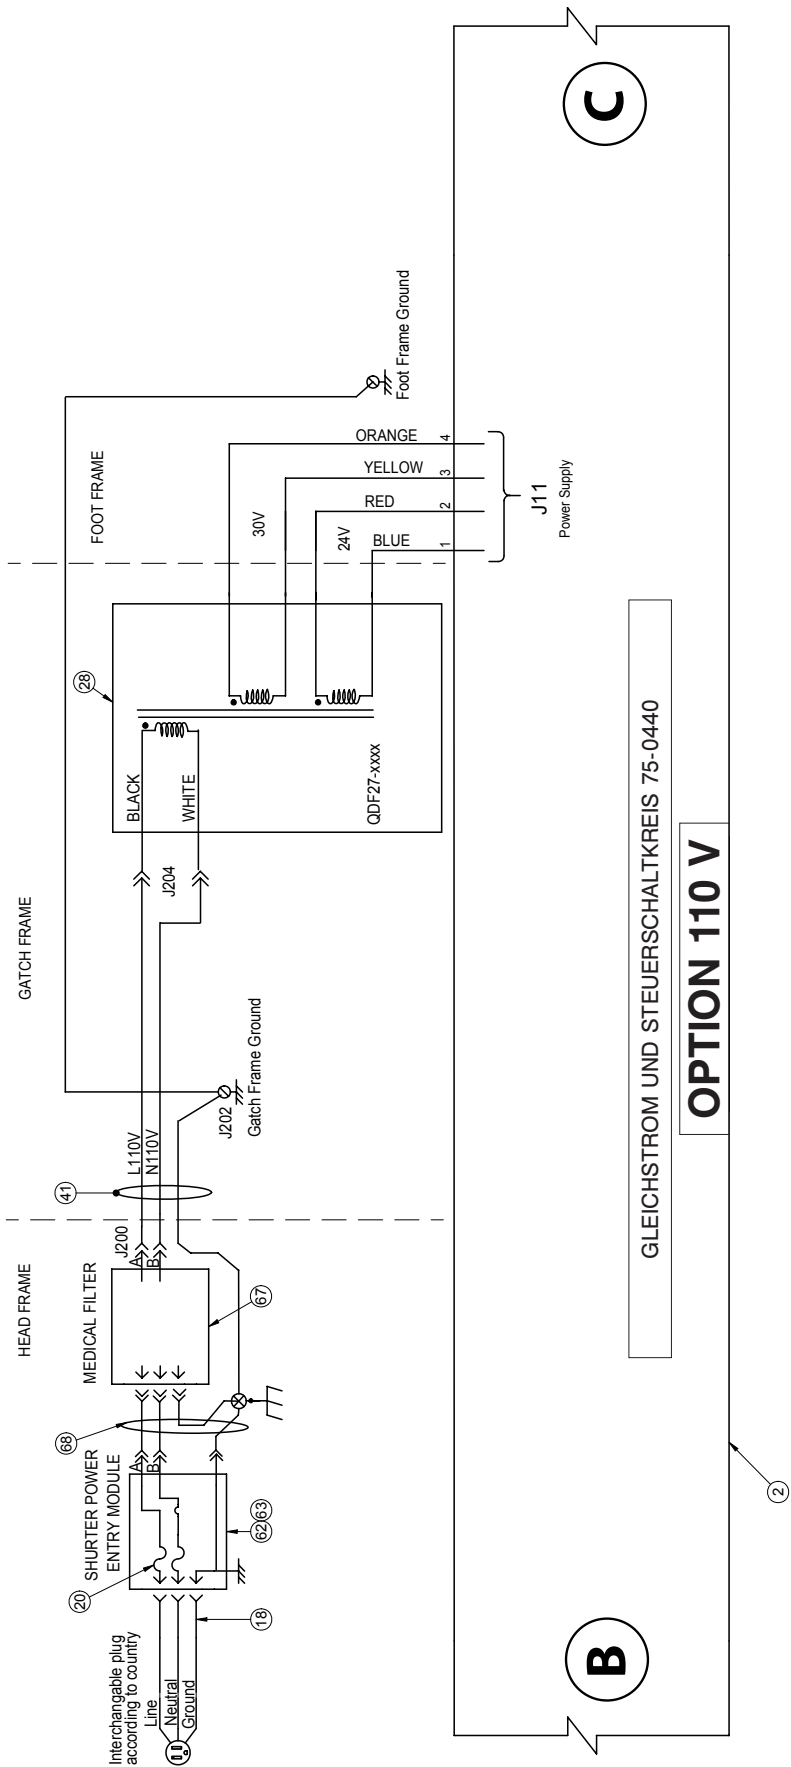 HEAD FRAME
GATCH FRAME
FOOT FRAME
Interchangable plug
according to country
Line
Neutral
Ground
18
20
SHURTER POWER
ENTRY MODULE
62
63
A
B
68
MEDICAL FILTER
67
J200
A
B
41
L110V
N110V
J202
Gatch Frame Ground
J204
BLACK
WHITE
QDF27-xxxx
28
30V
24V
ORANGE
YELLOW
RED
BLUE
4
3
2
1
J11
Power Supply
Foot Frame Ground
B
C
GLEICHSTROM UND STEUERSCHALTKREIS 75-0440
OPTION 110 V
2